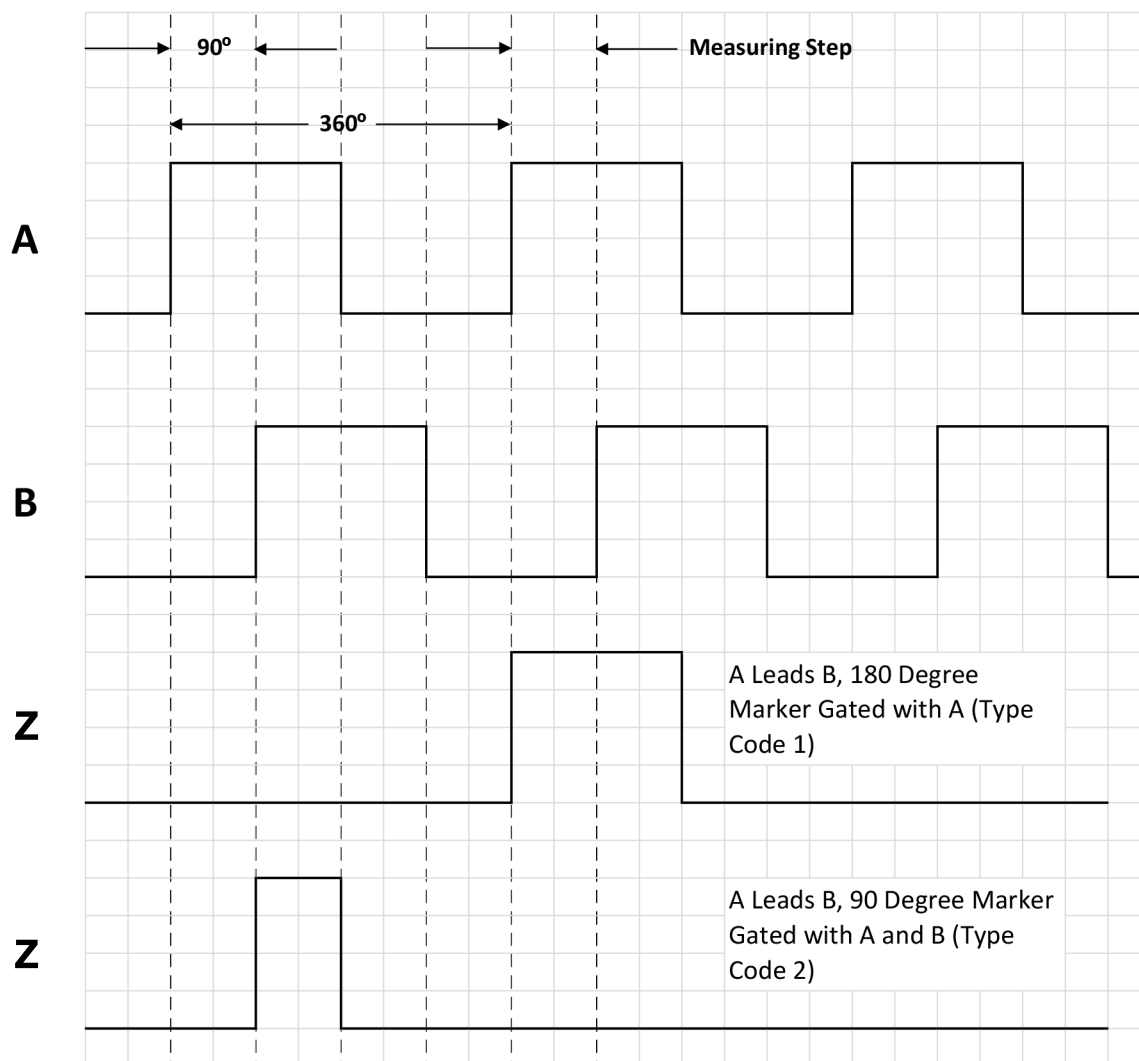 90º
Measuring Step
360º
A
B
A Leads B, 180 Degree
Marker Gated with A (Type
Code 1)
Z
A Leads B, 90 Degree Marker
Gated with A and B (Type
Code 2)
Z